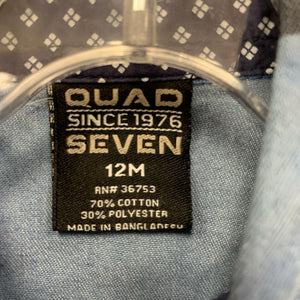 QUAD
SINCE 1976
SEVEN
12M
RN# 36753
70% COTTON
30% POLYESTER
MADE IN BANGLADESH